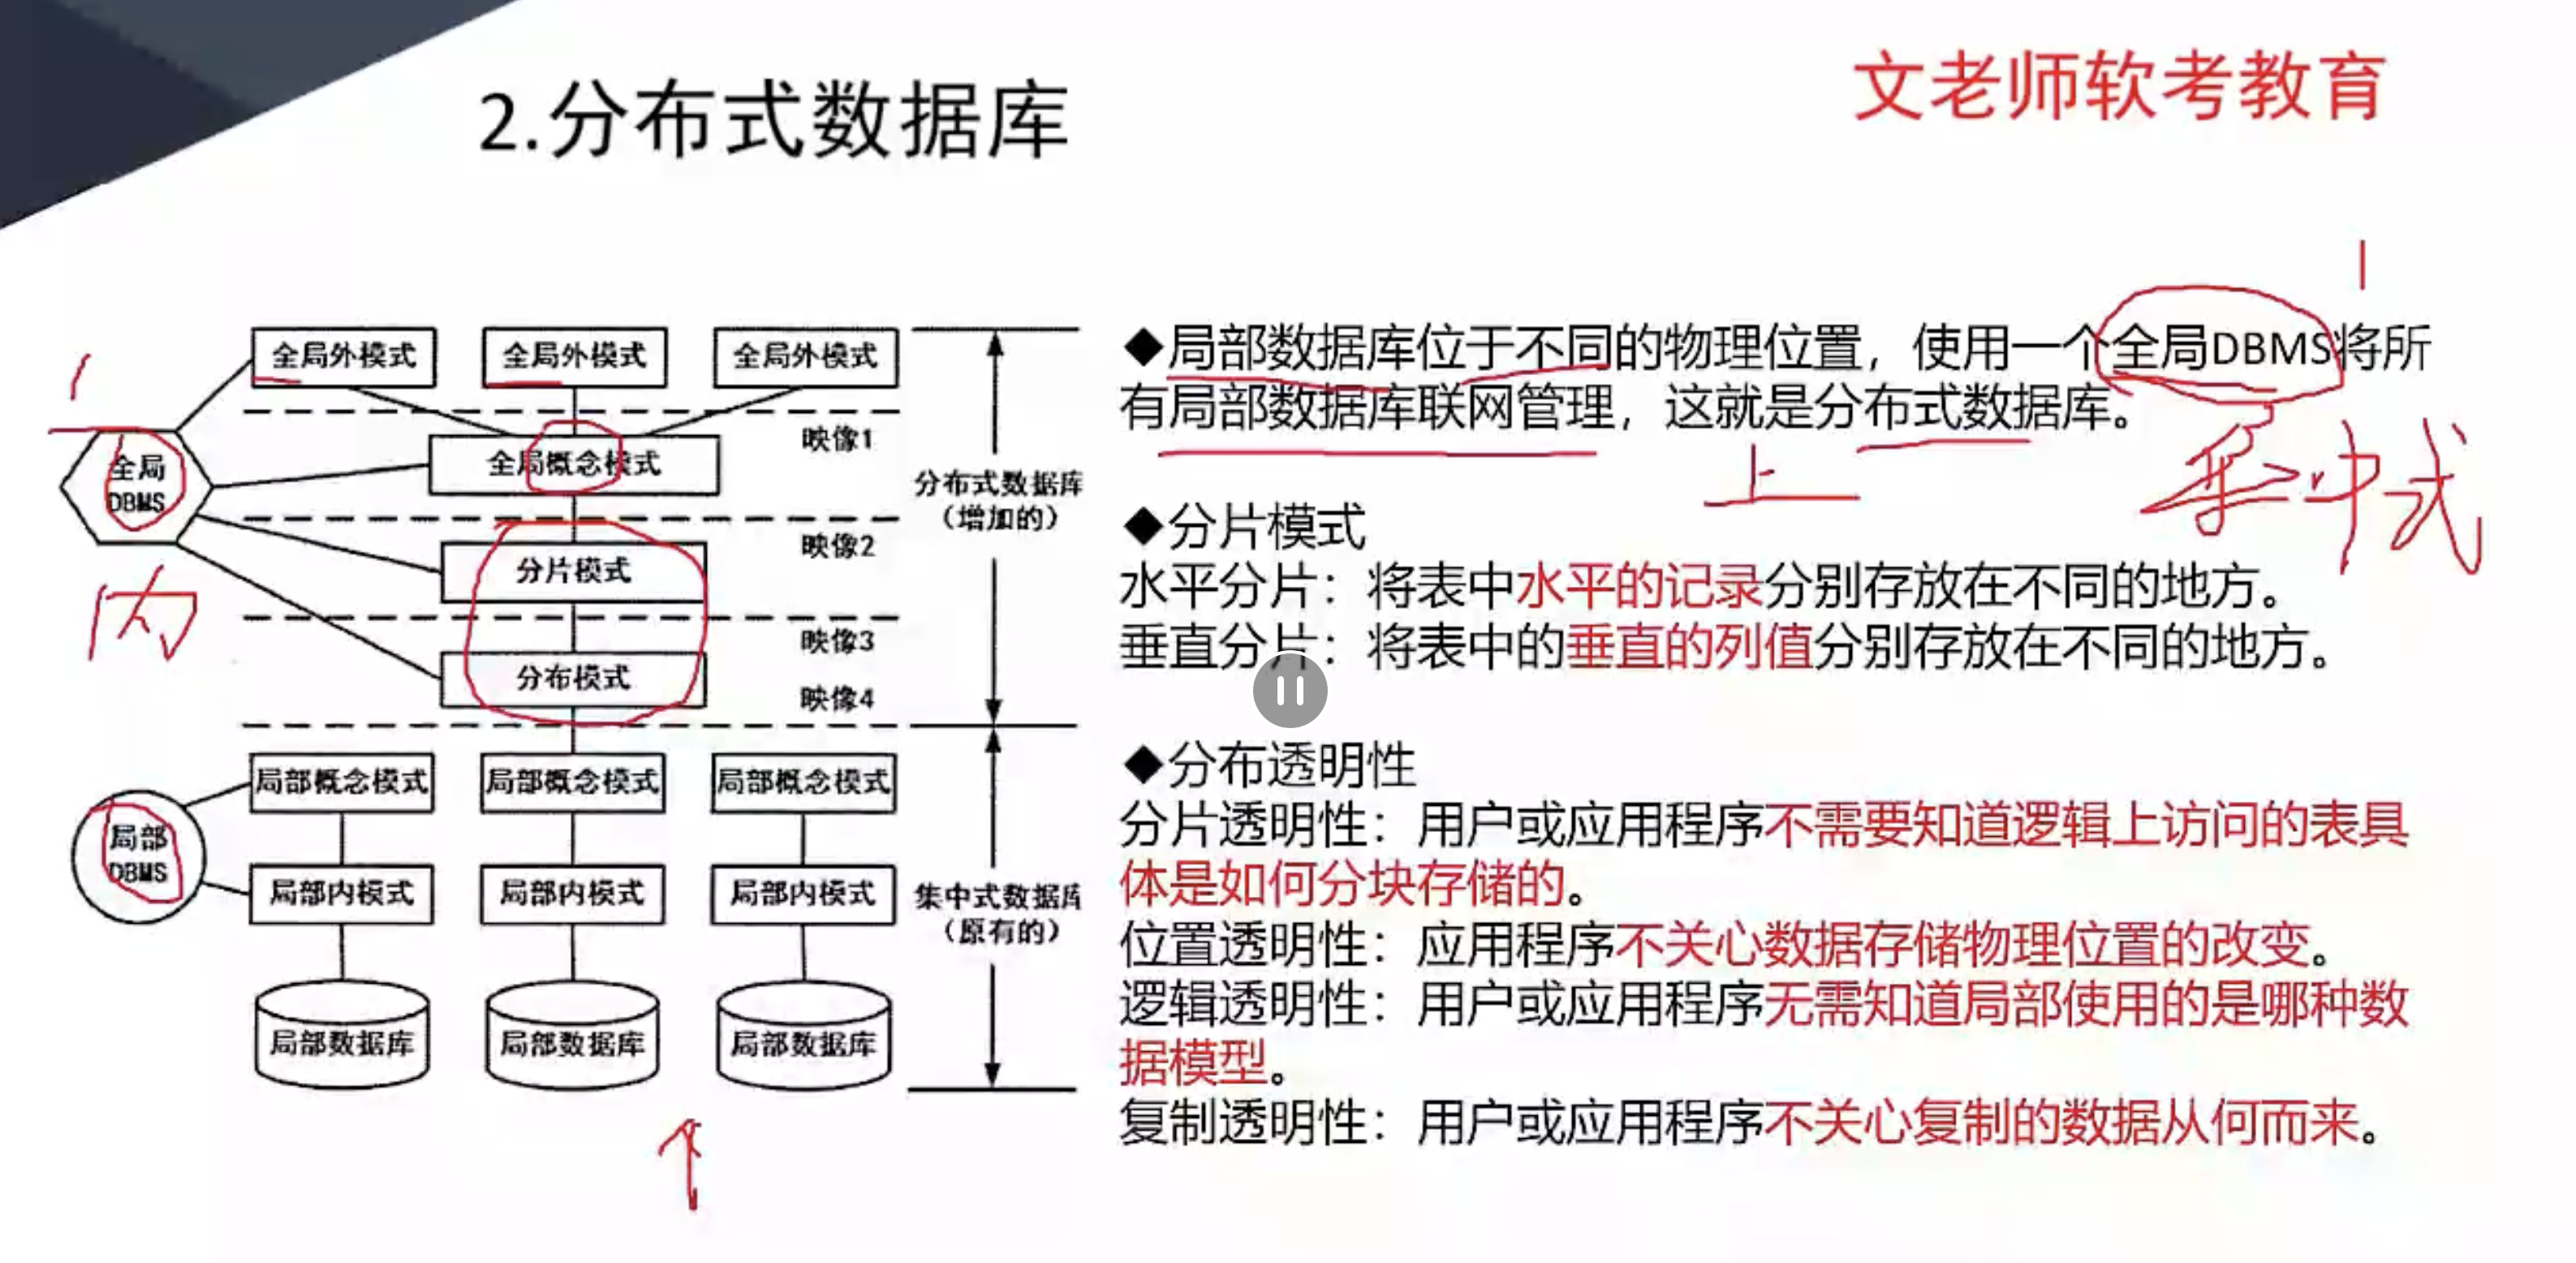 2.分布式数据库
文老师软考教育
全局外模式
全局外模式
全局外模式
映像1
全局
DBMS
全局概念模式
分布式数据库
（增加的）
映像2
分片模式
映像3
分布模式
映像4
局部概念模式
局部概念模式
局部概念模式
局部
DBMS
局部内模式
局部内模式
局部内模式
集中式数据库
（原有的）
局部数据库
局部数据库
局部数据库
内
◆局部数据库位于不同的物理位置，使用一个全局DBMS将所
有局部数据库联网管理，这就是分布式数据库。
上
集中式
◆分片模式
水平分片：将表中水平的记录分别存放在不同的地方。
垂直分片：将表中的垂直的列值分别存放在不同的地方。
◆分布透明性
分片透明性：用户或应用程序不需要知道逻辑上访问的表具
体是如何分块存储的。
位置透明性：应用程序不关心数据存储物理位置的改变。
逻辑透明性：用户或应用程序无需知道局部使用的是哪种数
据模型。
复制透明性：用户或应用程序不关心复制的数据从何而来。